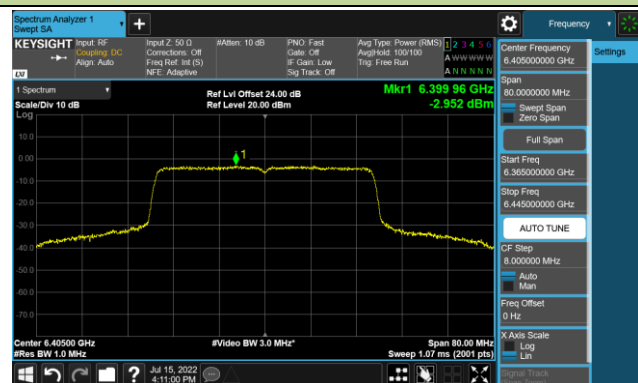 Spectrum Analyzer 1
Swept SA
Frequency
KEYSIGHT
Input: RF
Coupling: DC
Align: Auto
Input Z: 50 Ω
Corrections: Off
Freq Ref: Int (S)
NFE: Adaptive
#Atten: 10 dB
PNO: Fast
Gate: Off
IF Gain: Low
Sig Track: Off
Avg Type: Power (RMS)
Avg|Hold: 100/100
Trig: Free Run
1 2 3 4 5 6
A W W W W W
A N N N N N
LXI
1 Spectrum
Scale/Div 10 dB
Log
Ref Lvl Offset 24.00 dB
Ref Level 20.00 dBm
Mkr1 6.399 96 GHz
-2.952 dBm
1
10.0
0.00
-10.0
-20.0
-30.0
-40.0
-50.0
-60.0
-70.0
Center 6.40500 GHz
#Res BW 1.0 MHz
#Video BW 3.0 MHz*
Span 80.00 MHz
Sweep 1.07 ms (2001 pts)
Jul 15, 2022
4:11:00 PM
Center Frequency
6.405000000 GHz
Settings
Span
80.0000000 MHz
Swept Span
Zero Span
Full Span
Start Freq
6.365000000 GHz
Stop Freq
6.445000000 GHz
AUTO TUNE
CF Step
8.000000 MHz
Auto
Man
Freq Offset
0 Hz
X Axis Scale
Log
Lin
Signal Track